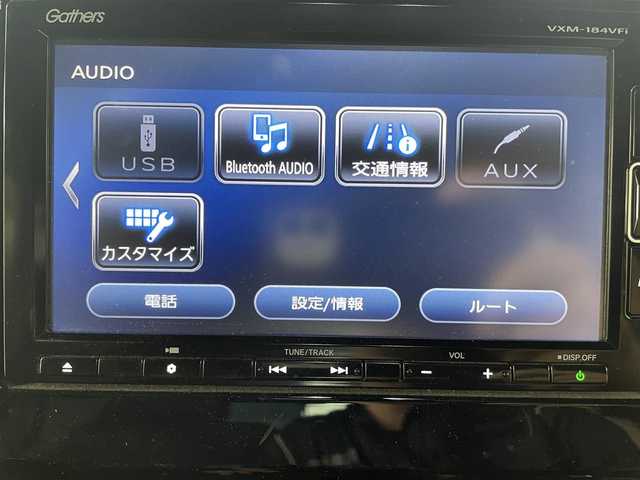 Gathers
VXM-184VFi
AUDIO
USB
Bluetooth AUDIO
交通情報
AUX
カスタマイズ
電話
設定/情報
ルート
TUNE/TRACK
VOL
DISP.OFF